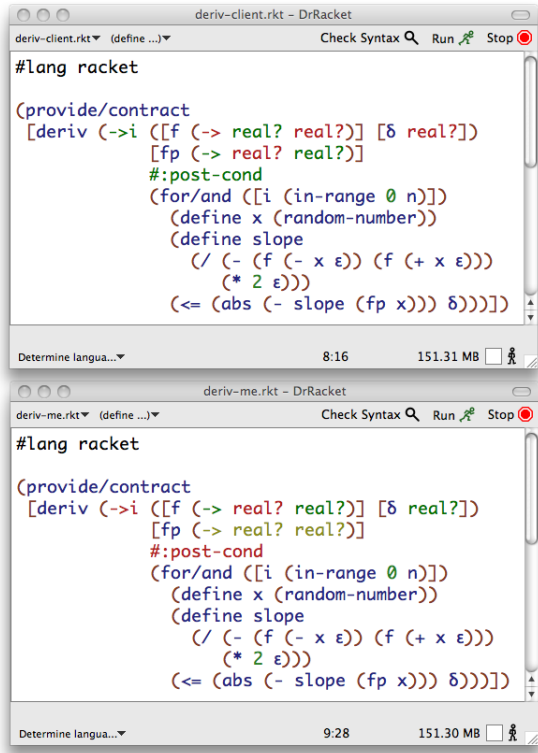 deriv-client.rkt - DrRacket
deriv-client.rkt▾ (define ...)▾ Check Syntax Run Stop
#lang racket
(provide/contract
[deriv (->i ([f (-> real? real?)] [δ real?])
[fp (-> real? real?)]
#:post-cond
(for/and ([i (in-range 0 n)])
(define x (random-number))
(define slope
(/ (- (f (- x ε)) (f (+ x ε)))
(* 2 ε)))
(<= (abs (- slope (fp x))) δ)))])
Determine langua...▾ 8:16 151.31 MB
deriv-me.rkt - DrRacket
deriv-me.rkt▾ (define ...)▾ Check Syntax Run Stop
#lang racket
(provide/contract
[deriv (->i ([f (-> real? real?)] [δ real?])
[fp (-> real? real?)]
#:post-cond
(for/and ([i (in-range 0 n)])
(define x (random-number))
(define slope
(/ (- (f (- x ε)) (f (+ x ε)))
(* 2 ε)))
(<= (abs (- slope (fp x))) δ)))])
Determine langua...▾ 9:28 151.30 MB